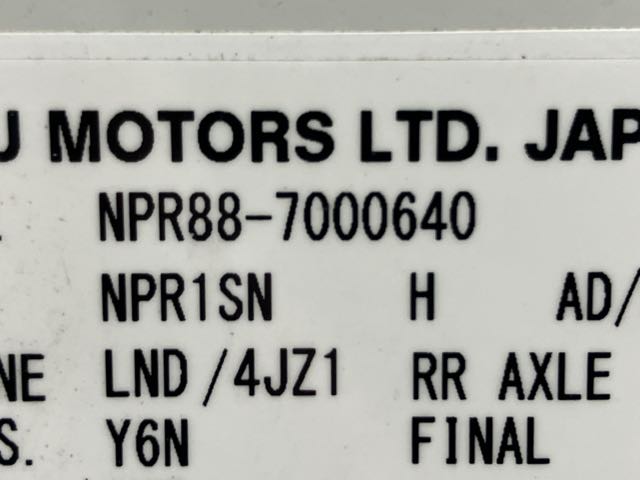 U MOTORS LTD. JAP
NPR88-7000640
NPR1SN H AD/
NE LND/4JZ1 RR AXLE
S. Y6N FINAL